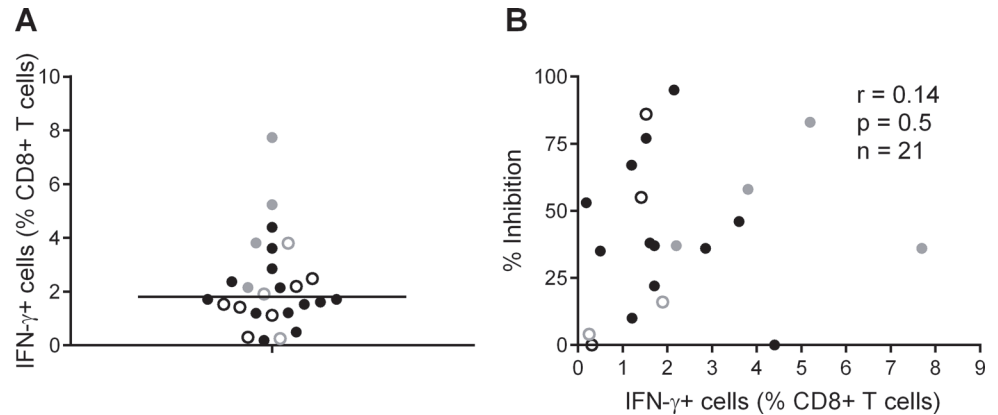 A
IFN-γ+ cells (% CD8+ T cells)
10
8
6
4
2
0
B
% Inhibition
100
75
50
25
0
r = 0.14
p = 0.5
n = 21
0 1 2 3 4 5 6 7 8 9
IFN-γ+ cells (% CD8+ T cells)